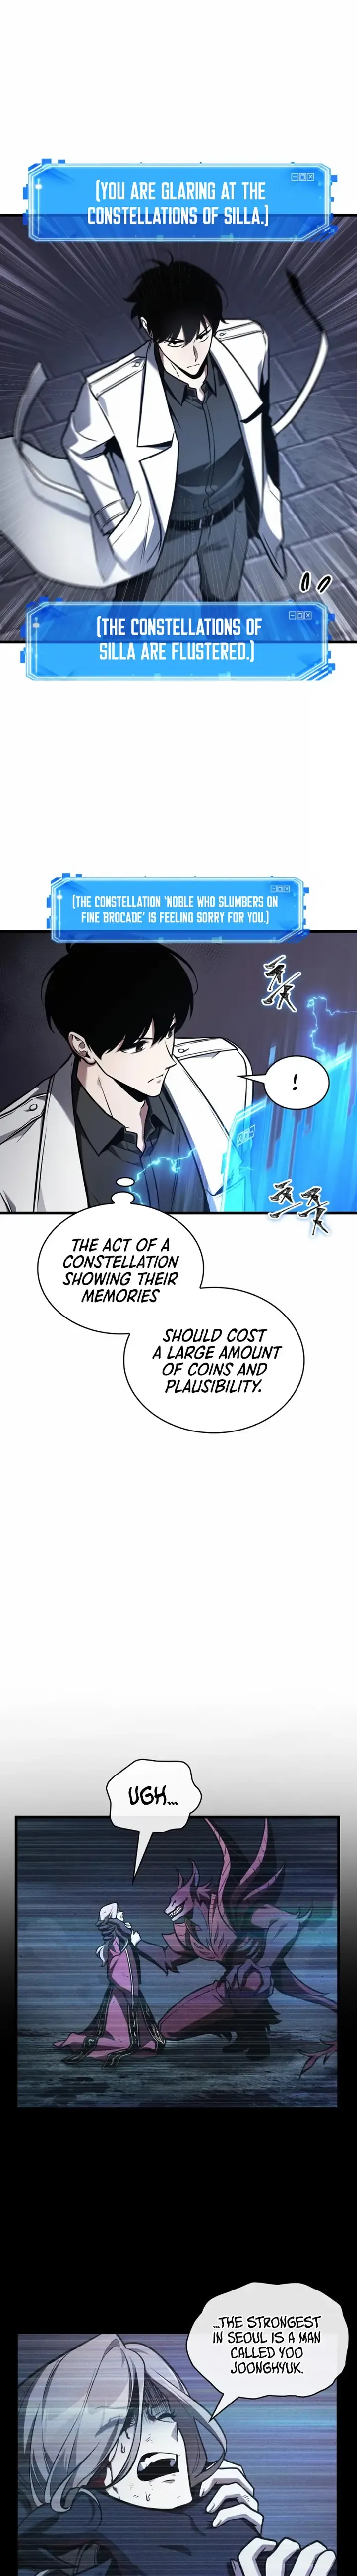 [YOU ARE GLARING AT THE
CONSTELLATIONS OF SILLA.]
[THE CONSTELLATIONS OF
SILLA ARE FLUSTERED.]
[THE CONSTELLATION 'NOBLE WHO SLUMBERS ON
FINE BROCADE' IS FEELING SORRY FOR YOU.]
!
THE ACT OF A
CONSTELLATION
SHOWING THEIR
MEMORIES
SHOULD COST
A LARGE AMOUNT
OF COINS AND
PLAUSIBILITY.
UGH...
...THE STRONGEST
IN SEOUL IS A MAN
CALLED YOO
JOONGHYUK.